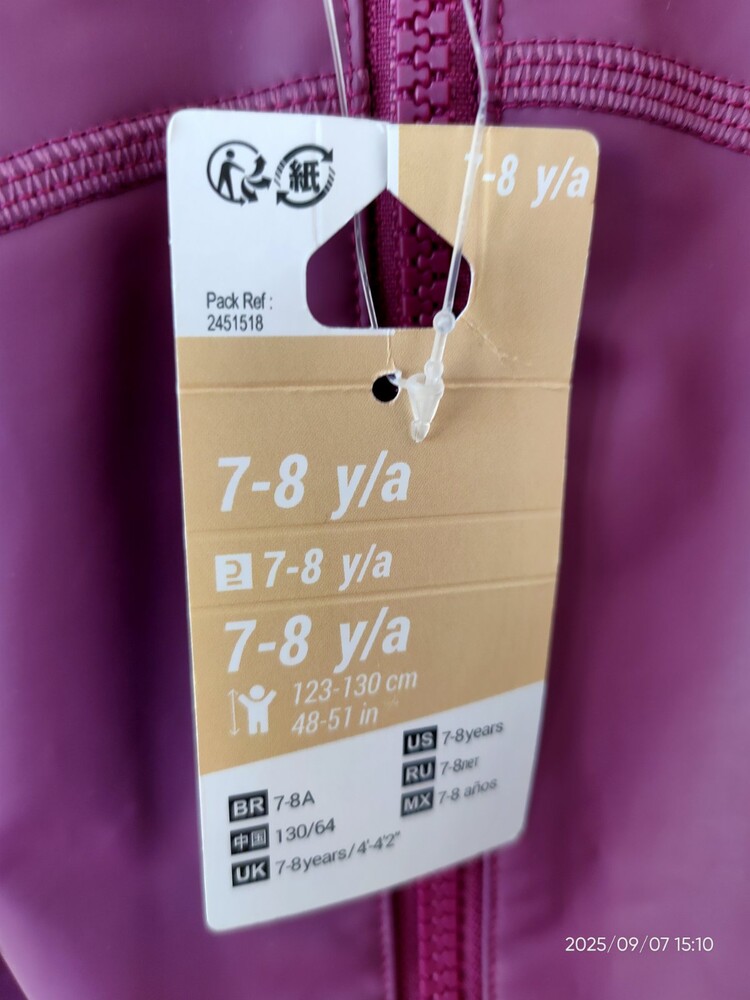 紙
7-8 y/a
Pack Ref :
2451518
7-8 y/a
7-8 y/a
7-8 y/a
123-130 cm
48-51 in
US 7-8years
RU 7-8лет
MX 7-8 años
BR 7-8A
中国 130/64
UK 7-8years/4'-4'2"
2025/09/07 15:10